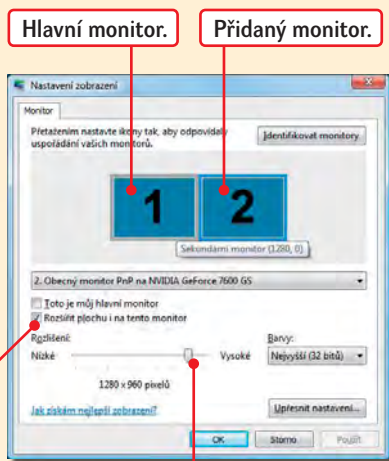 Hlavní monitor.
Přidaný monitor.
Nastavení zobrazení
Monitor
Přetažením nastavte ikony tak, aby odpovídaly
uspořádání vašich monitorů.
Identifikovat monitory
1
2
Sekundární monitor (1280, 0)
2. Obecný monitor PnP na NVIDIA GeForce 7600 GS
Toto je můj hlavní monitor
Rozšířit plochu i na tento monitor
Rozlišení:
Barvy:
Nízké
Vysoké
Nejvyšší (32 bitů)
1280 × 960 pixelů
Jak získám nejlepší zobrazení?
Upřesnit nastavení...
OK
Storno
Použít